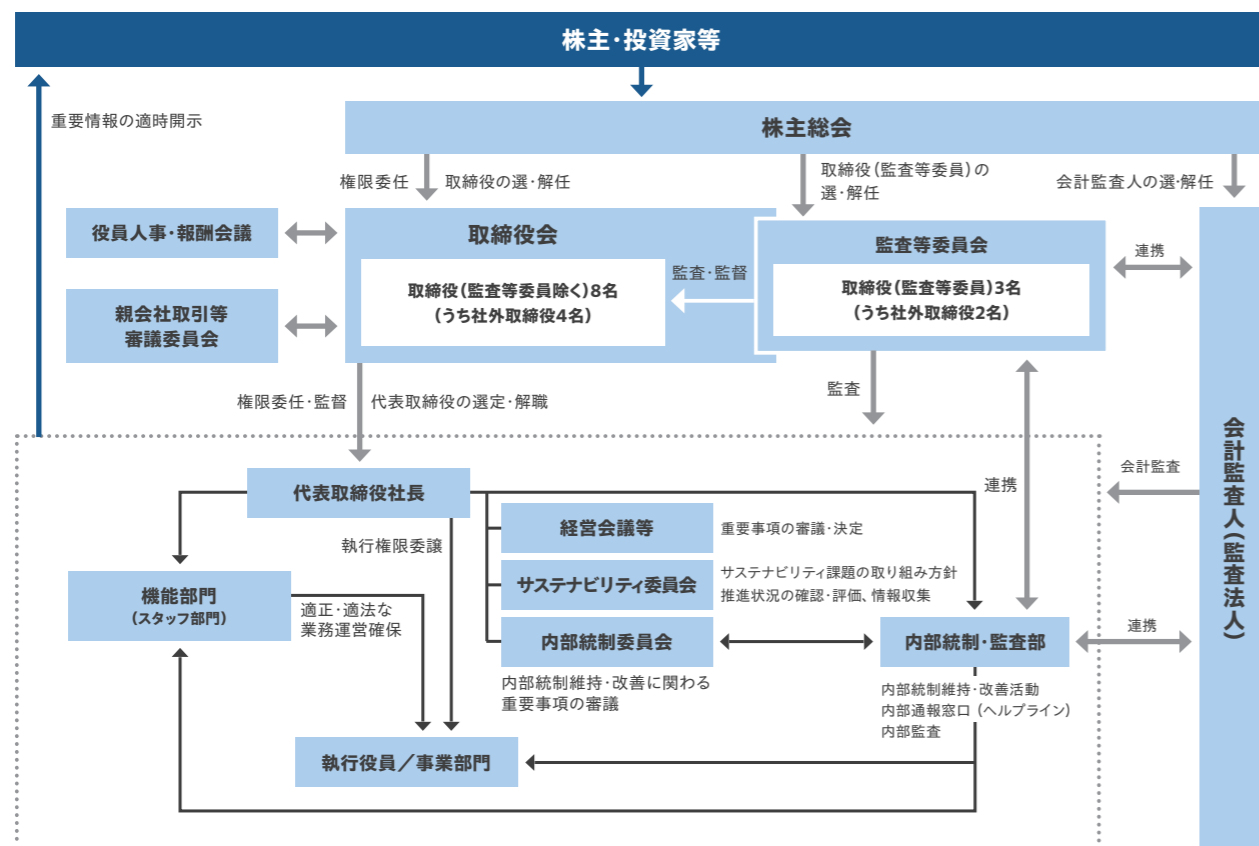 株主・投資家等
重要情報の適時開示
株主総会
権限委任
取締役の選・解任
取締役(監査等委員)の
選・解任
会計監査人の選・解任
役員人事・報酬会議
取締役会
取締役(監査等委員除く)8名
(うち社外取締役4名)
監査・監督
監査等委員会
取締役(監査等委員)3名
(うち社外取締役2名)
連携
親会社取引等
審議委員会
権限委任・監督
代表取締役の選定・解職
監査
会計監査人(監査法人)
会計監査
連携
代表取締役社長
執行権限委譲
経営会議等
重要事項の審議・決定
サステナビリティ委員会
サステナビリティ課題の取り組み方針
推進状況の確認・評価、情報収集
機能部門
(スタッフ部門)
適正・適法な
業務運営確保
内部統制委員会
内部統制維持・改善に関わる
重要事項の審議
内部統制・監査部
連携
内部統制維持・改善活動
内部通報窓口(ヘルプライン)
内部監査
執行役員/事業部門